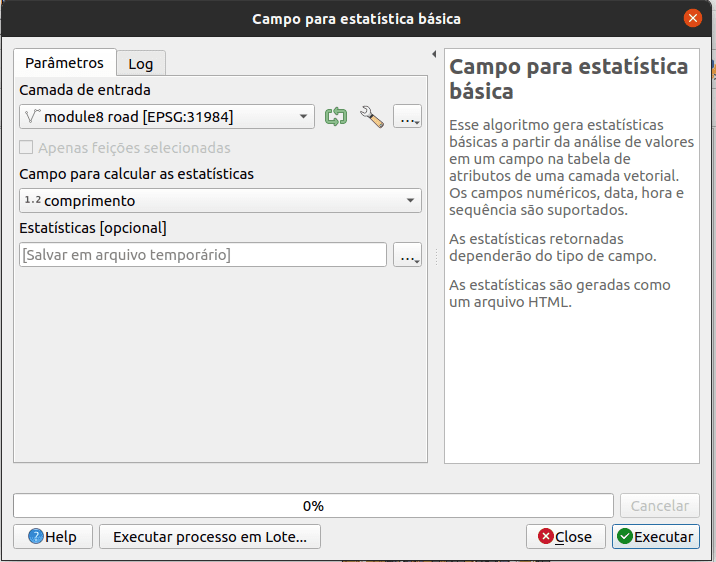 Campo para estatística básica
Parâmetros
Log
Camada de entrada
module8 road [EPSG:31984]
...
Apenas feições selecionadas
Campo para calcular as estatísticas
1.2 comprimento
Estatísticas [opcional]
[Salvar em arquivo temporário]
...
Campo para estatística
básica
Esse algoritmo gera estatísticas
básicas a partir da análise de valores
em um campo na tabela de
atributos de uma camada vetorial.
Os campos numéricos, data, hora e
sequência são suportados.
As estatísticas retornadas
dependerão do tipo de campo.
As estatísticas são geradas como
um arquivo HTML.
0%
Cancelar
Help
Executar processo em Lote...
Close
Executar